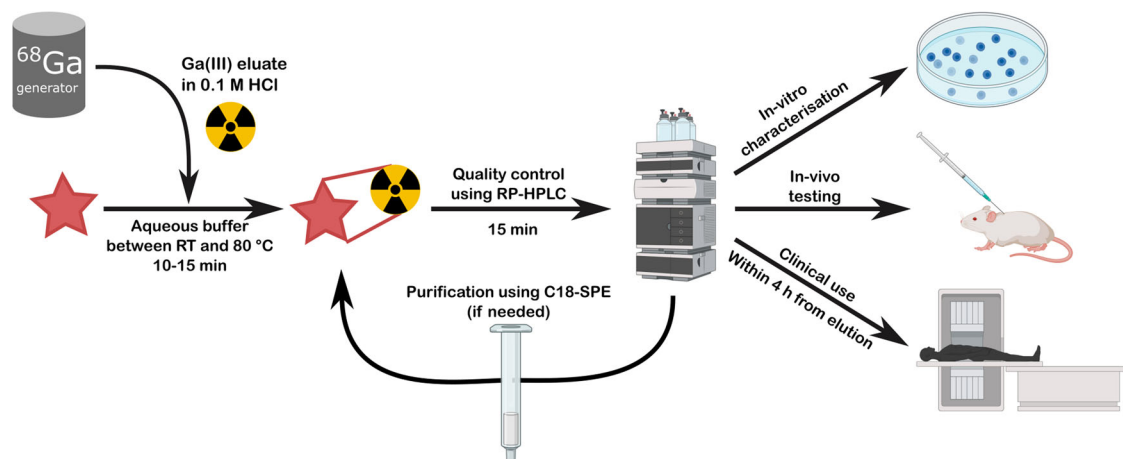 ⁶⁸Ga
generator
Ga(III) eluate
in 0.1 M HCl
Aqueous buffer
between RT and 80 °C
10-15 min
Quality control
using RP-HPLC
15 min
Purification using C18-SPE
(if needed)
In-vitro
characterisation
In-vivo
testing
Clinical use
Within 4 h from elution